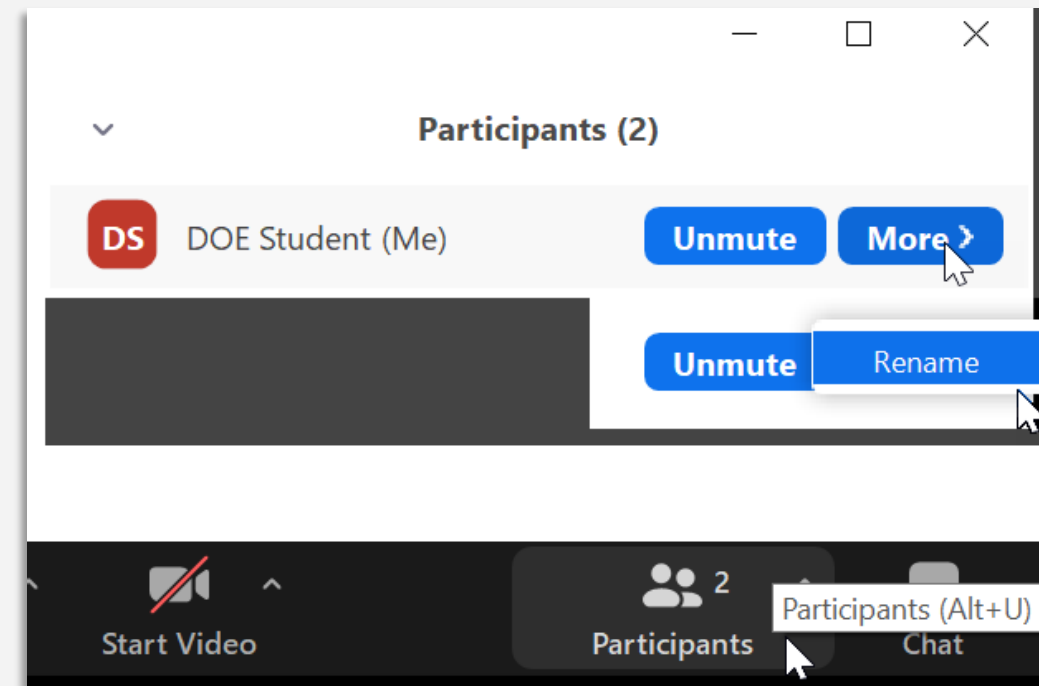 Participants (2)
DS DOE Student (Me) Unmute More
Unmute Rename
2
Participants (Alt+U)
Start Video Participants Chat